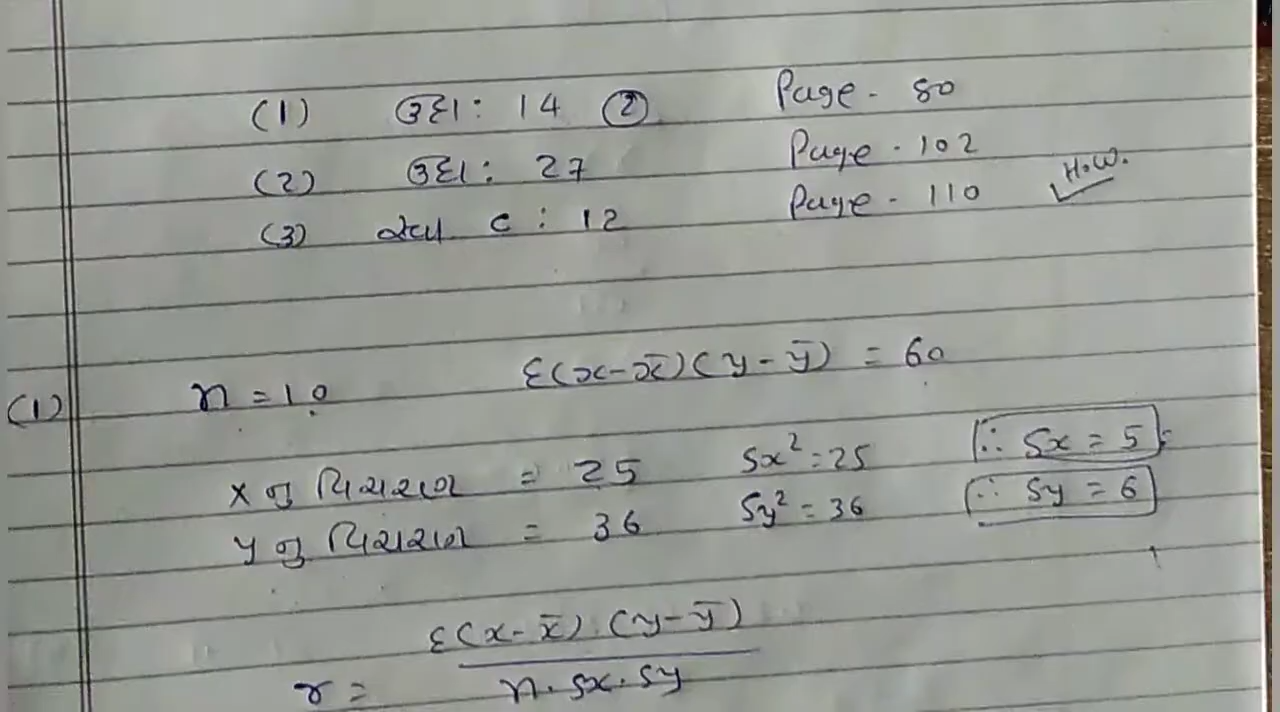 (1) ઉદા: 14 (2) Page - 80
(2) ઉદા: 27 Page - 102
(3) સ્વા C : 12 Page - 110 H.W.
(1) n = 10 Σ(x-x̄)(y-ȳ) = 60
x નુ વિચરણ = 25 Sx² = 25 ∴ Sx = 5
y નુ વિચરણ = 36 Sy² = 36 ∴ Sy = 6
Σ(x-x̄).(y-ȳ)
r = n. Sx. Sy